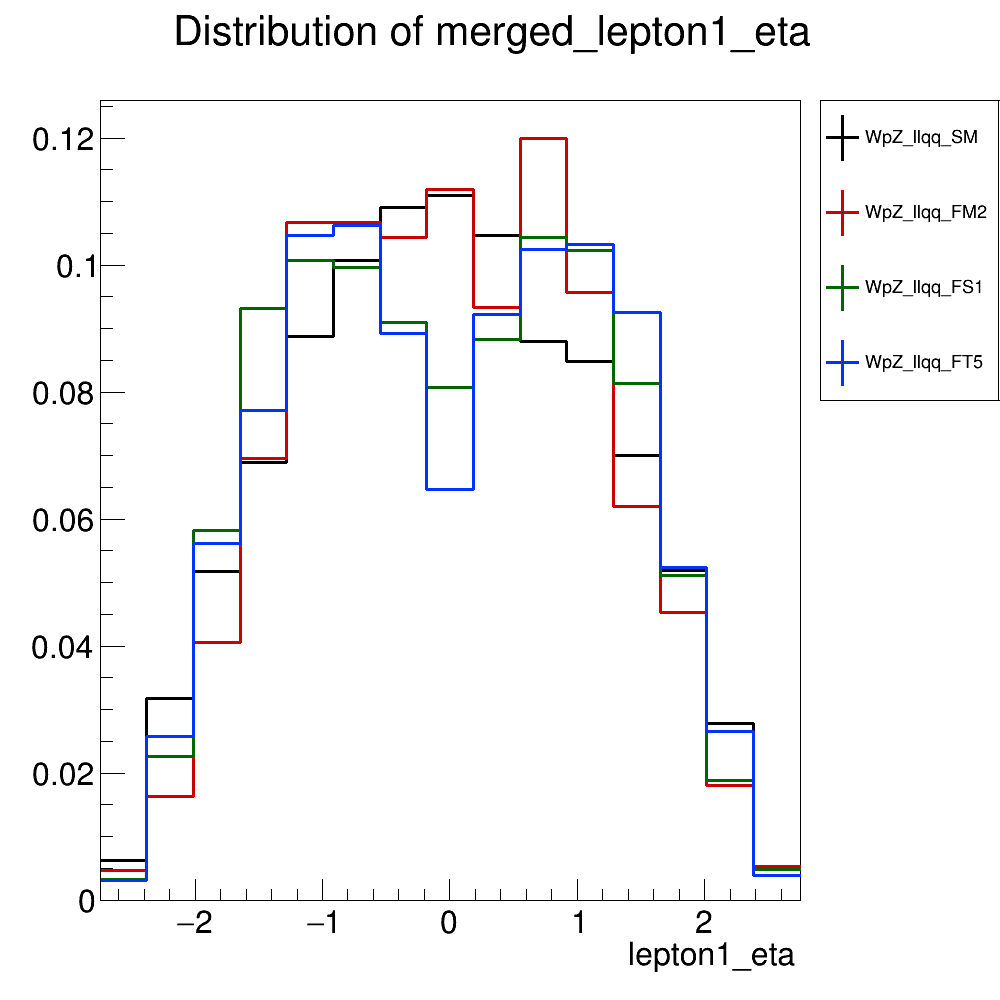 Distribution of merged_lepton1_eta
0.12
0.1
0.08
0.06
0.04
0.02
0
−2
−1
0
1
2
lepton1_eta
WpZ_llqq_SM
WpZ_llqq_FM2
WpZ_llqq_FS1
WpZ_llqq_FT5